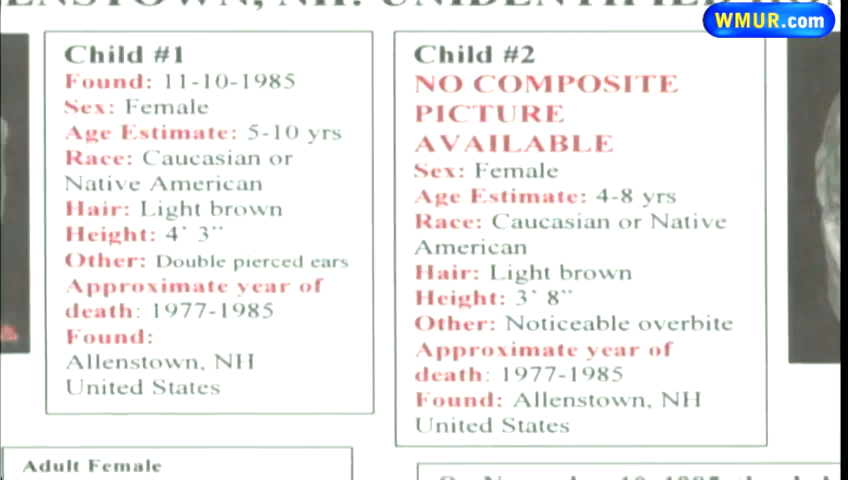 WMUR.com
Child #1
Found: 11-10-1985
Sex: Female
Age Estimate: 5-10 yrs
Race: Caucasian or
Native American
Hair: Light brown
Height: 4' 3"
Other: Double pierced ears
Approximate year of
death: 1977-1985
Found:
Allenstown, NH
United States
Child #2
NO COMPOSITE
PICTURE
AVAILABLE
Sex: Female
Age Estimate: 4-8 yrs
Race: Caucasian or Native
American
Hair: Light brown
Height: 3' 8"
Other: Noticeable overbite
Approximate year of
death: 1977-1985
Found: Allenstown, NH
United States
Adult Female